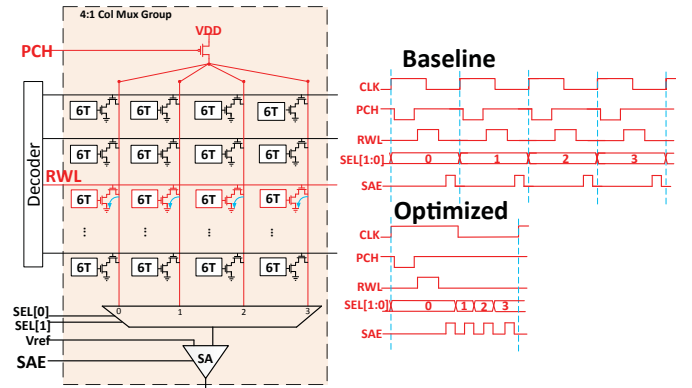 4:1 Col Mux Group
VDD
PCH
6T 6T 6T 6T
6T 6T 6T 6T
Decoder
RWL
6T 6T 6T 6T
⋮ ⋮ ⋮ ⋮
6T 6T 6T 6T
0 1 2 3
SEL[0]
SEL[1]
Vref
SAE
SA
Baseline
CLK
PCH
RWL
SEL[1:0] 0 1 2 3
SAE
Optimized
CLK
PCH
RWL
SEL[1:0] 0 1 2 3
SAE